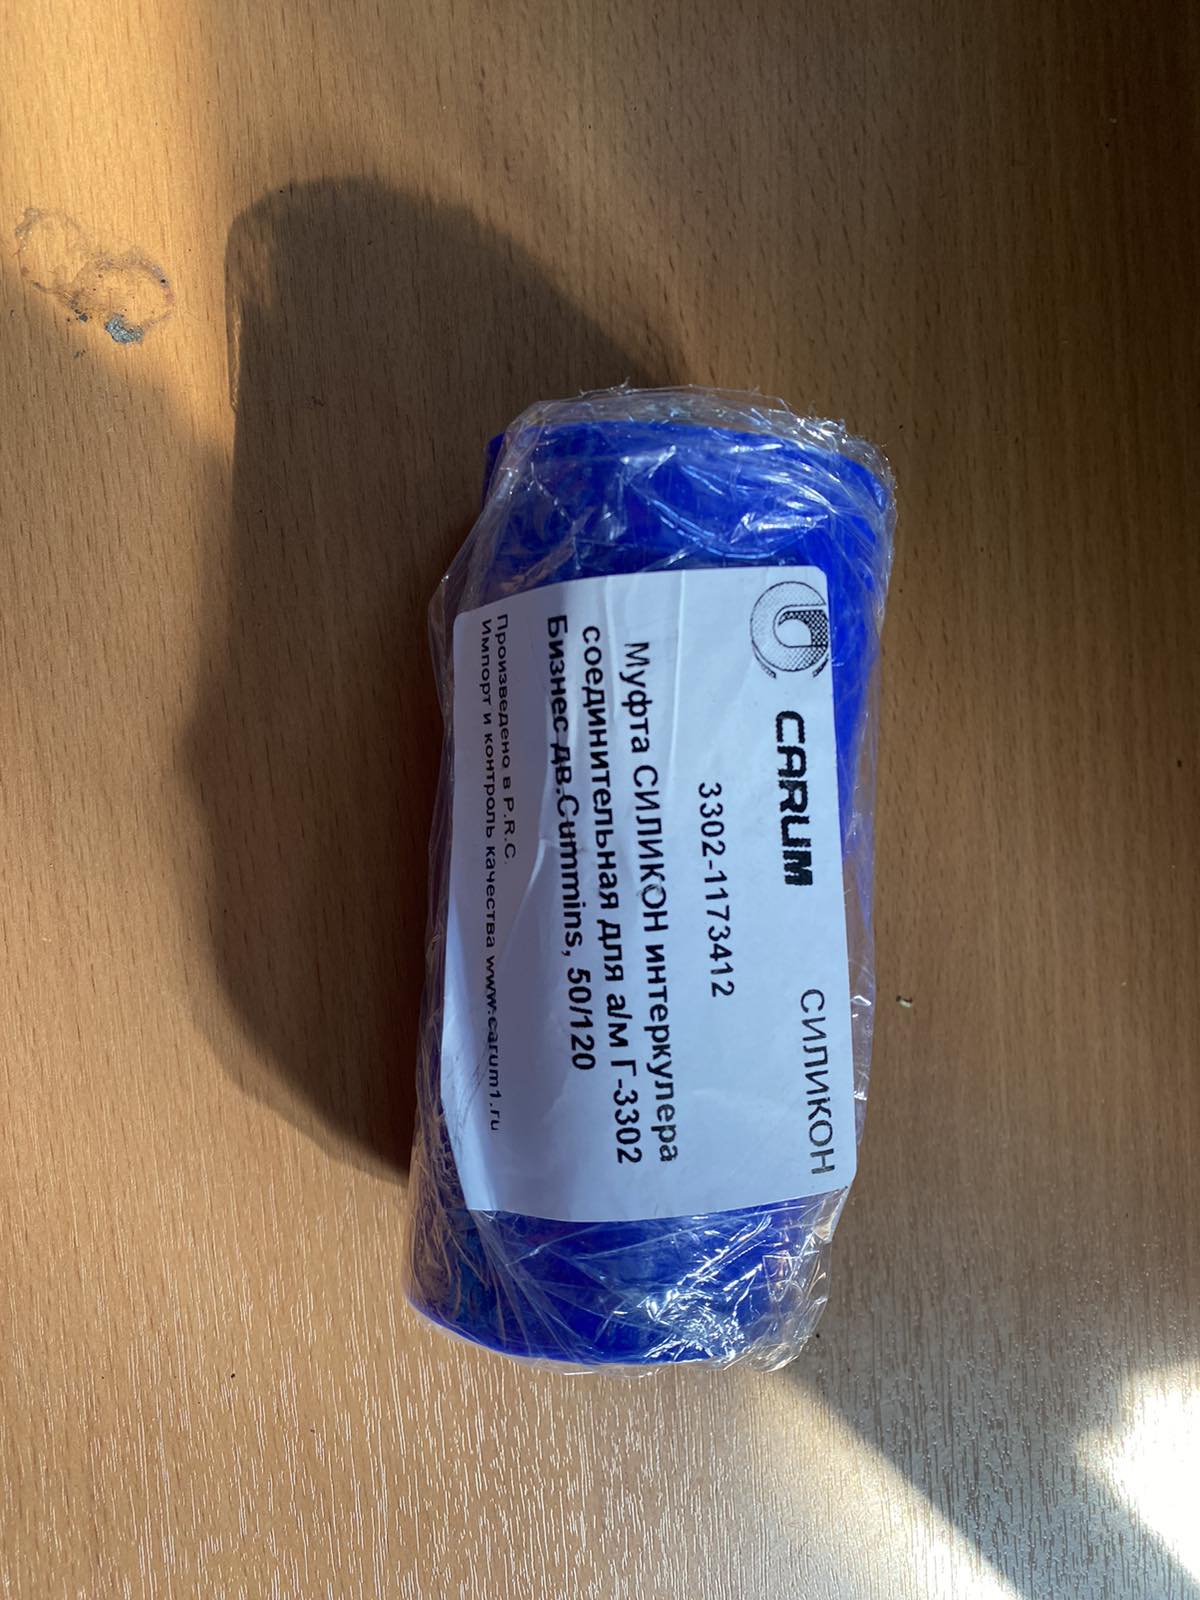 CARUM
СИЛИКОН
3302-1173412
Муфта СИЛИКОН интеркулера
соединительная для а/м Г-3302
Бизнес дв.Cummins, 50/120
Произведено в P.R.C.
Импорт и контроль качества www.carum1.ru